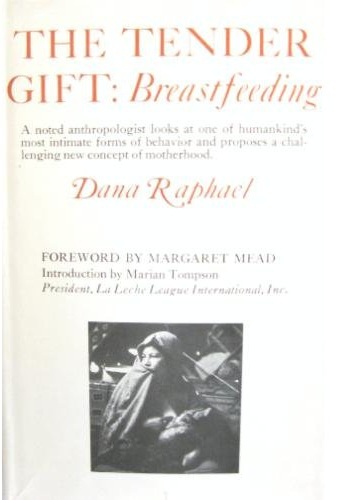 THE TENDER
GIFT: Breastfeeding
A noted anthropologist looks at one of humankind's
most intimate forms of behavior and proposes a chal-
lenging new concept of motherhood.
Dana Raphael
FOREWORD BY MARGARET MEAD
Introduction by Marian Tompson
President, La Leche League International, Inc.